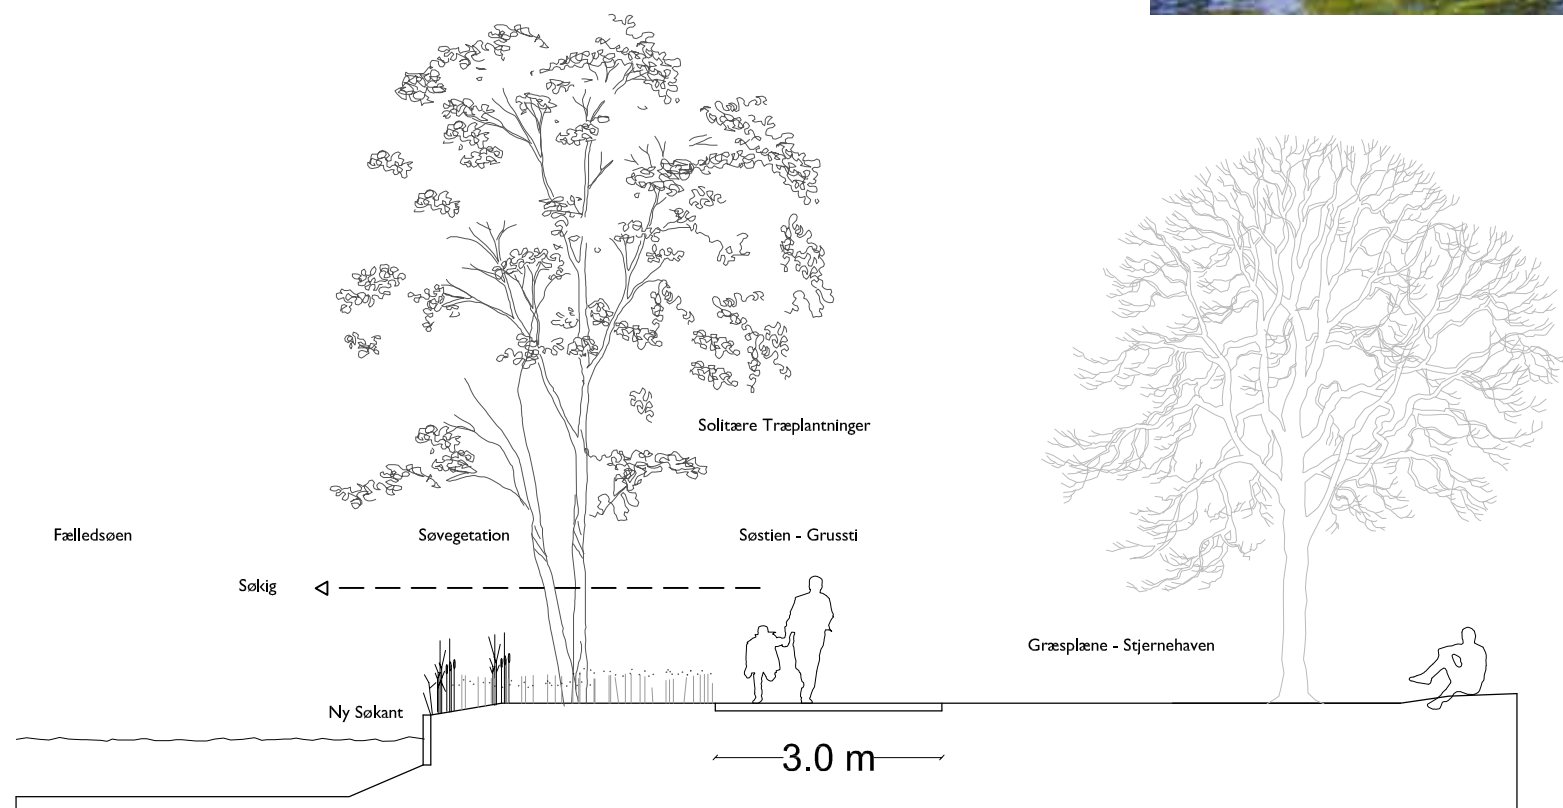 Solitære Træplantninger
Fælledsøen
Søvegetation
Søstien - Grussti
Søkig
Græsplæne - Stjernehaven
Ny Søkant
3.0 m